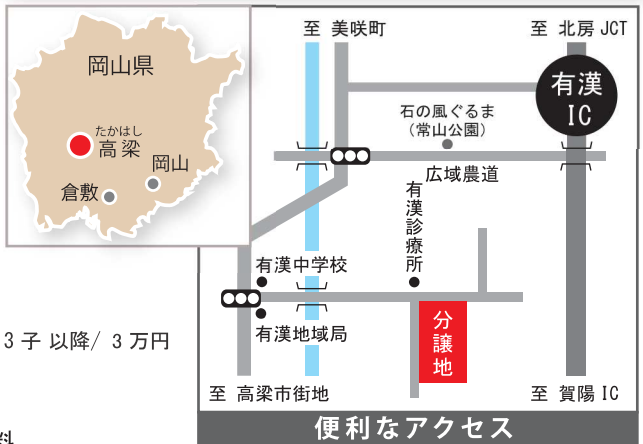 岡山県
たかはし
高梁
岡山
倉敷
至 美咲町
至 北房 JCT
有漢
IC
石の風ぐるま
(常山公園)
広域農道
有漢診療所
有漢中学校
有漢地域局
分譲地
3子 以降/ 3 万円
至 高梁市街地
至 賀陽 IC
便利なアクセス
料